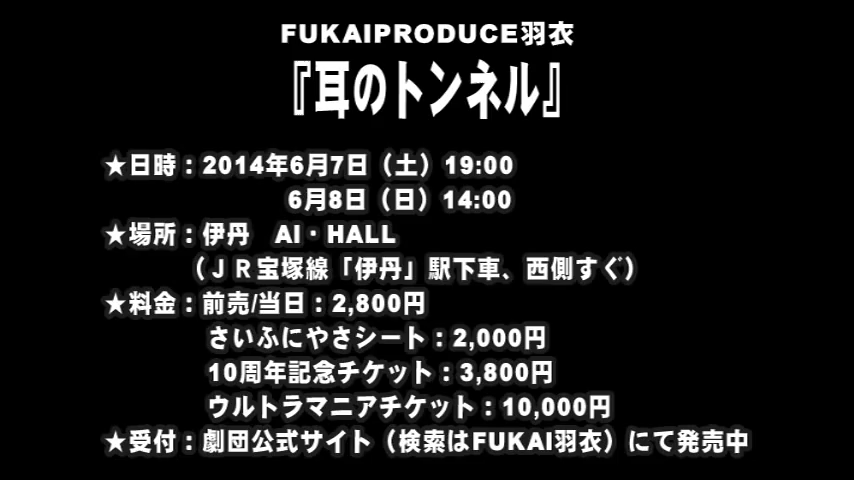 FUKAIPRODUCE羽衣
『耳のトンネル』
★日時：2014年6月7日（土）19:00
6月8日（日）14:00
★場所：伊丹　AI・HALL
（ＪＲ宝塚線「伊丹」駅下車、西側すぐ）
★料金：前売/当日：2,800円
さいふにやさシート：2,000円
10周年記念チケット：3,800円
ウルトラマニアチケット：10,000円
★受付：劇団公式サイト（検索はFUKAI羽衣）にて発売中